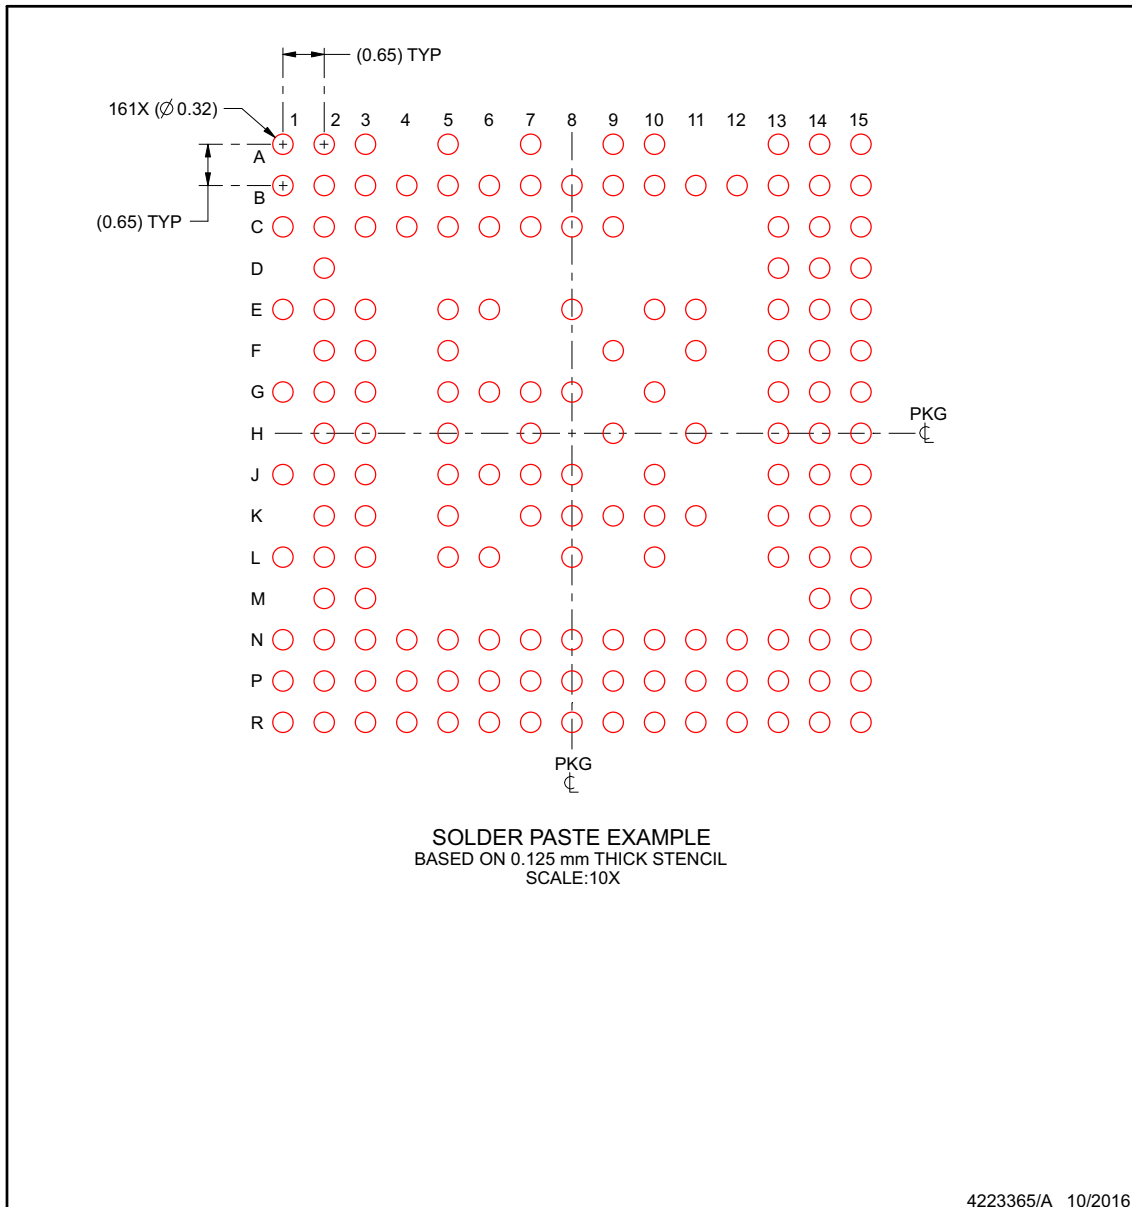 (0.65) TYP
161X (∅ 0.32)
1 2 3 4 5 6 7 8 9 10 11 12 13 14 15
A
B
(0.65) TYP
C
D
E
F
G
PKG
H
J
K
L
M
N
P
R
PKG
SOLDER PASTE EXAMPLE
BASED ON 0.125 mm THICK STENCIL
SCALE:10X
4223365/A 10/2016